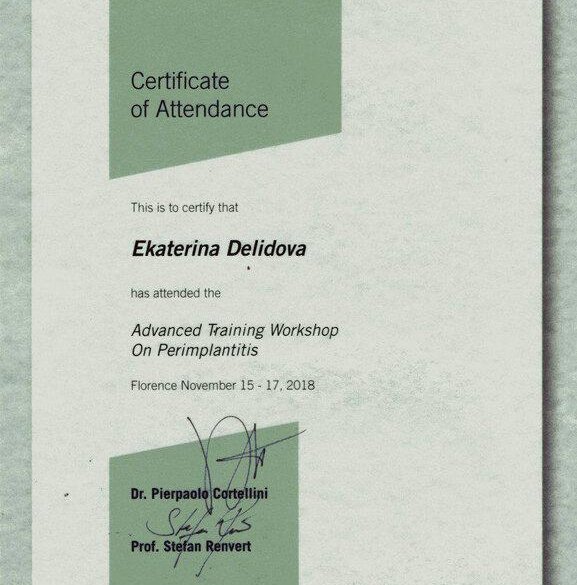 Certificate
of Attendance
This is to certify that
Ekaterina Delidova
has attended the
Advanced Training Workshop
On Perimplantitis
Florence November 15 - 17, 2018
Dr. Pierpaolo Cortellini
Prof. Stefan Renvert